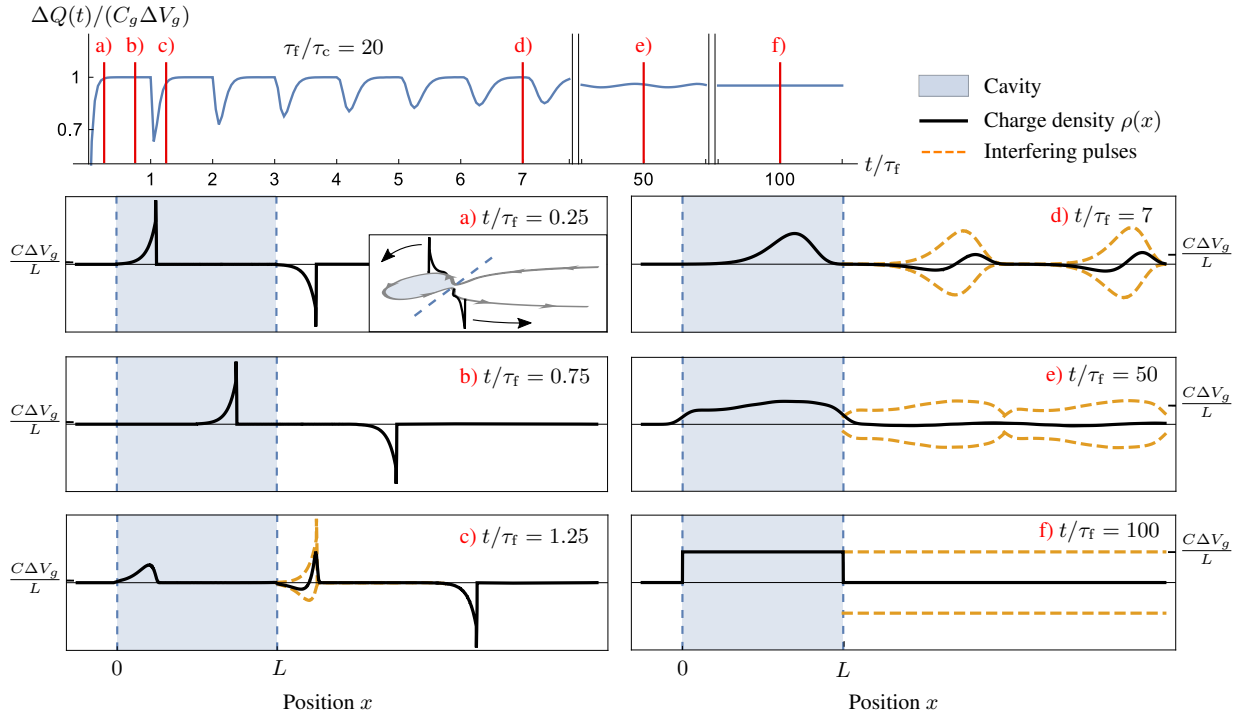 ΔQ(t)/(C_gΔV_g)
a) b) c) τ_f/τ_c = 20 d) e) f)
1
0.7
1 2 3 4 5 6 7 50 100 t/τ_f
Cavity
Charge density ρ(x)
Interfering pulses
a) t/τ_f = 0.25
CΔV_g/L
b) t/τ_f = 0.75
CΔV_g/L
c) t/τ_f = 1.25
CΔV_g/L
0 L
Position x
d) t/τ_f = 7
CΔV_g/L
e) t/τ_f = 50
CΔV_g/L
f) t/τ_f = 100
CΔV_g/L
0 L
Position x